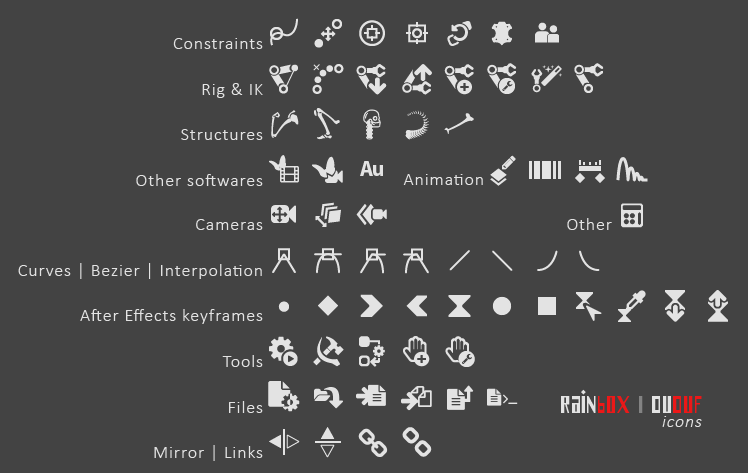 Constraints
Rig & IK
Structures
Other softwares Au Animation
Cameras Other
Curves | Bezier | Interpolation
After Effects keyframes
Tools
Files
RAiNBOX | DUDUF
icons
Mirror | Links